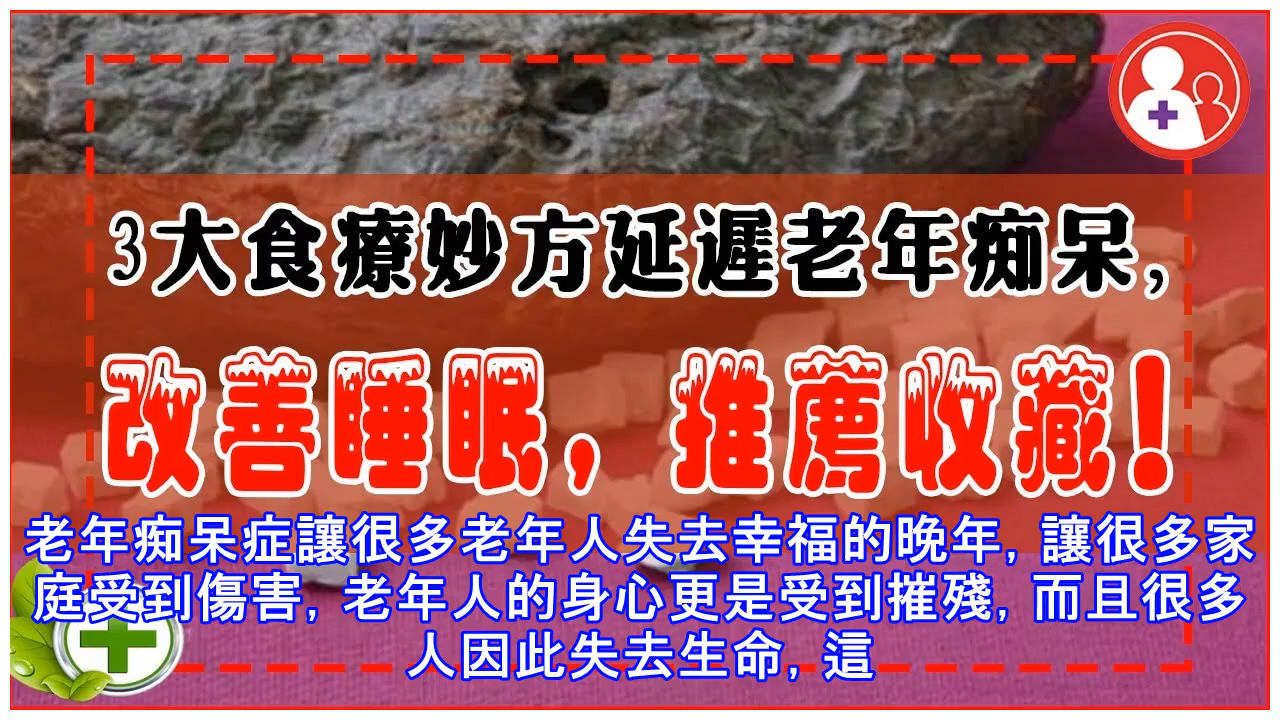 3大食療妙方延遲老年痴呆,
改善睡眠，推薦收藏!
老年痴呆症讓很多老年人失去幸福的晚年, 讓很多家
庭受到傷害, 老年人的身心更是受到摧殘, 而且很多
人因此失去生命, 這